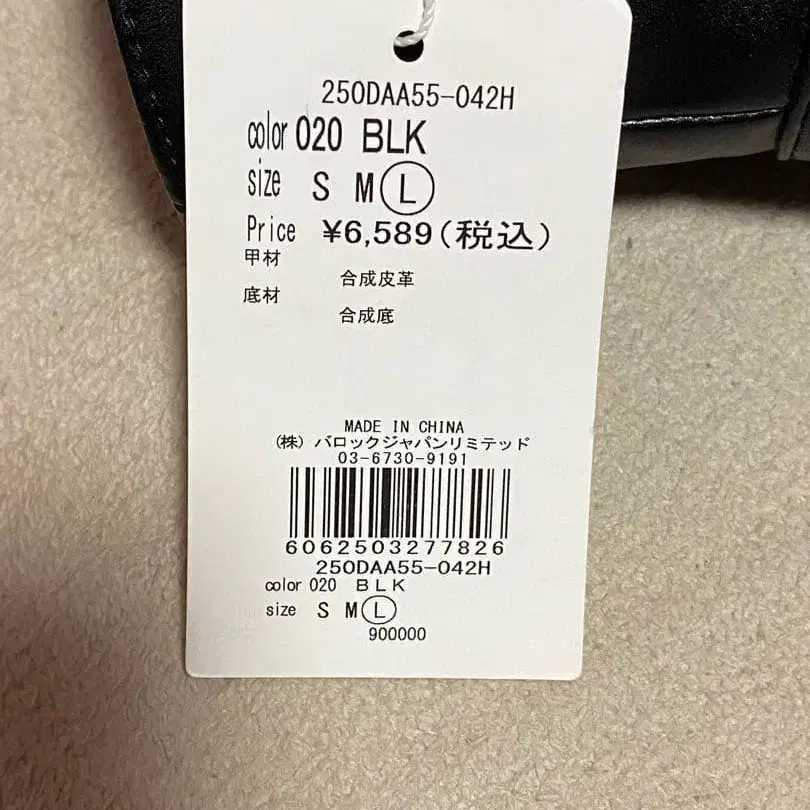 250DAA55-042H
color 020 BLK
size S M L
Price ¥6,589(税込)
甲材
合成皮革
底材
合成底
MADE IN CHINA
(株) バロックジャパンリミテッド
03-6730-9191
6062503277826
250DAA55-042H
color 020 BLK
size S M L
900000